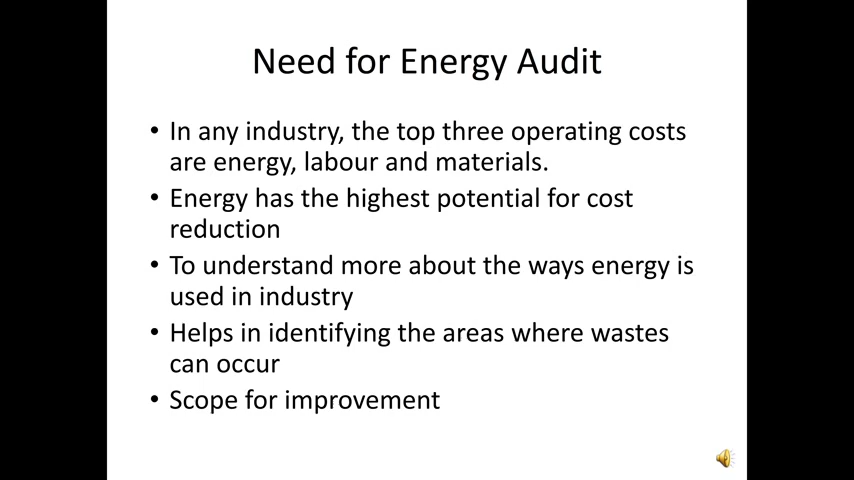 Need for Energy Audit
• In any industry, the top three operating costs
are energy, labour and materials.
• Energy has the highest potential for cost
reduction
• To understand more about the ways energy is
used in industry
• Helps in identifying the areas where wastes
can occur
• Scope for improvement